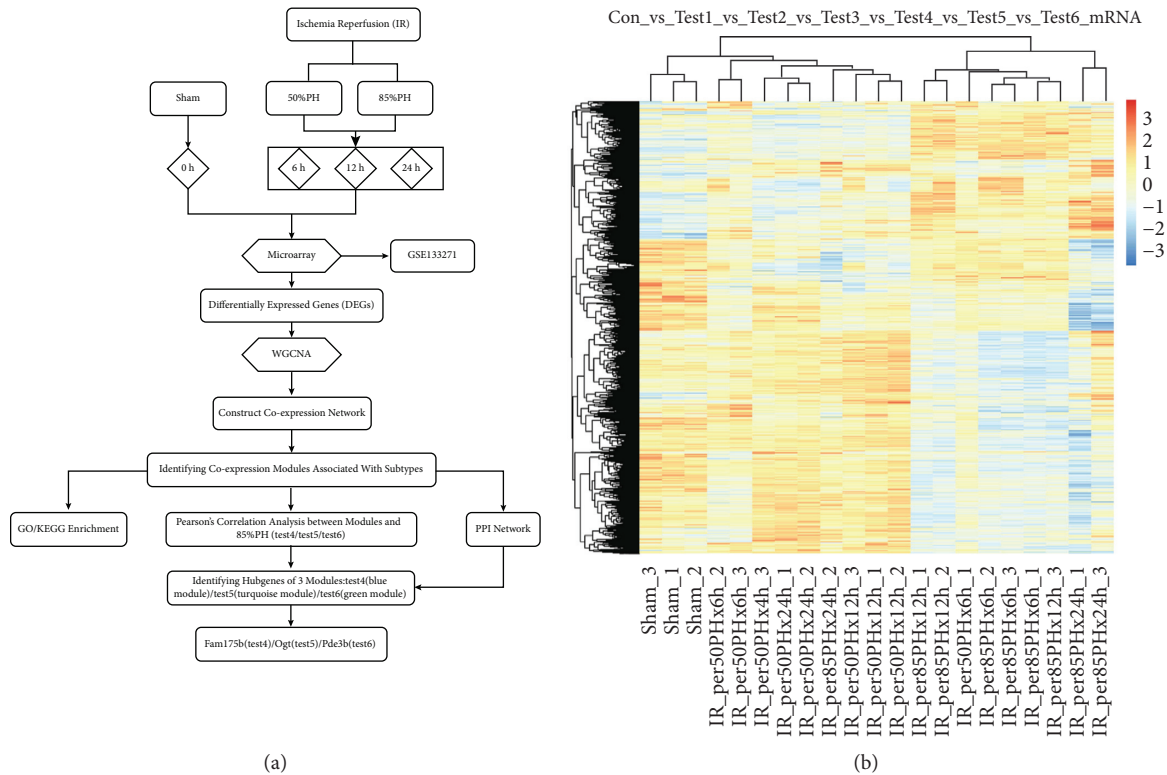 Ischemia Reperfusion (IR)
Sham
50%PH
85%PH
0 h
6 h
12 h
24 h
Microarray
GSE133271
Differentially Expressed Genes (DEGs)
WGCNA
Construct Co-expression Network
Identifying Co-expression Modules Associated With Subtypes
GO/KEGG Enrichment
Pearson's Correlation Analysis between Modules and
85%PH (test4/test5/test6)
PPI Network
Identifying Hubgenes of 3 Modules:test4(blue
module)/test5(turquoise module)/test6(green module)
Fam175b(test4)/Ogt(test5)/Pde3b(test6)
(a)
Con_vs_Test1_vs_Test2_vs_Test3_vs_Test4_vs_Test5_vs_Test6_mRNA
3
2
1
0
−1
−2
−3
Sham_3
Sham_1
Sham_2
IR_per50PHx6h_2
IR_per50PHx6h_3
IR_per50PHx4h_3
IR_per50PHx24h_1
IR_per50PHx24h_2
IR_per85PHx24h_2
IR_per50PHx12h_3
IR_per50PHx12h_1
IR_per50PHx12h_2
IR_per85PHx12h_1
IR_per85PHx12h_2
IR_per50PHx6h_1
IR_per85PHx6h_2
IR_per85PHx6h_3
IR_per85PHx6h_1
IR_per85PHx12h_3
IR_per85PHx24h_1
IR_per85PHx24h_3
(b)